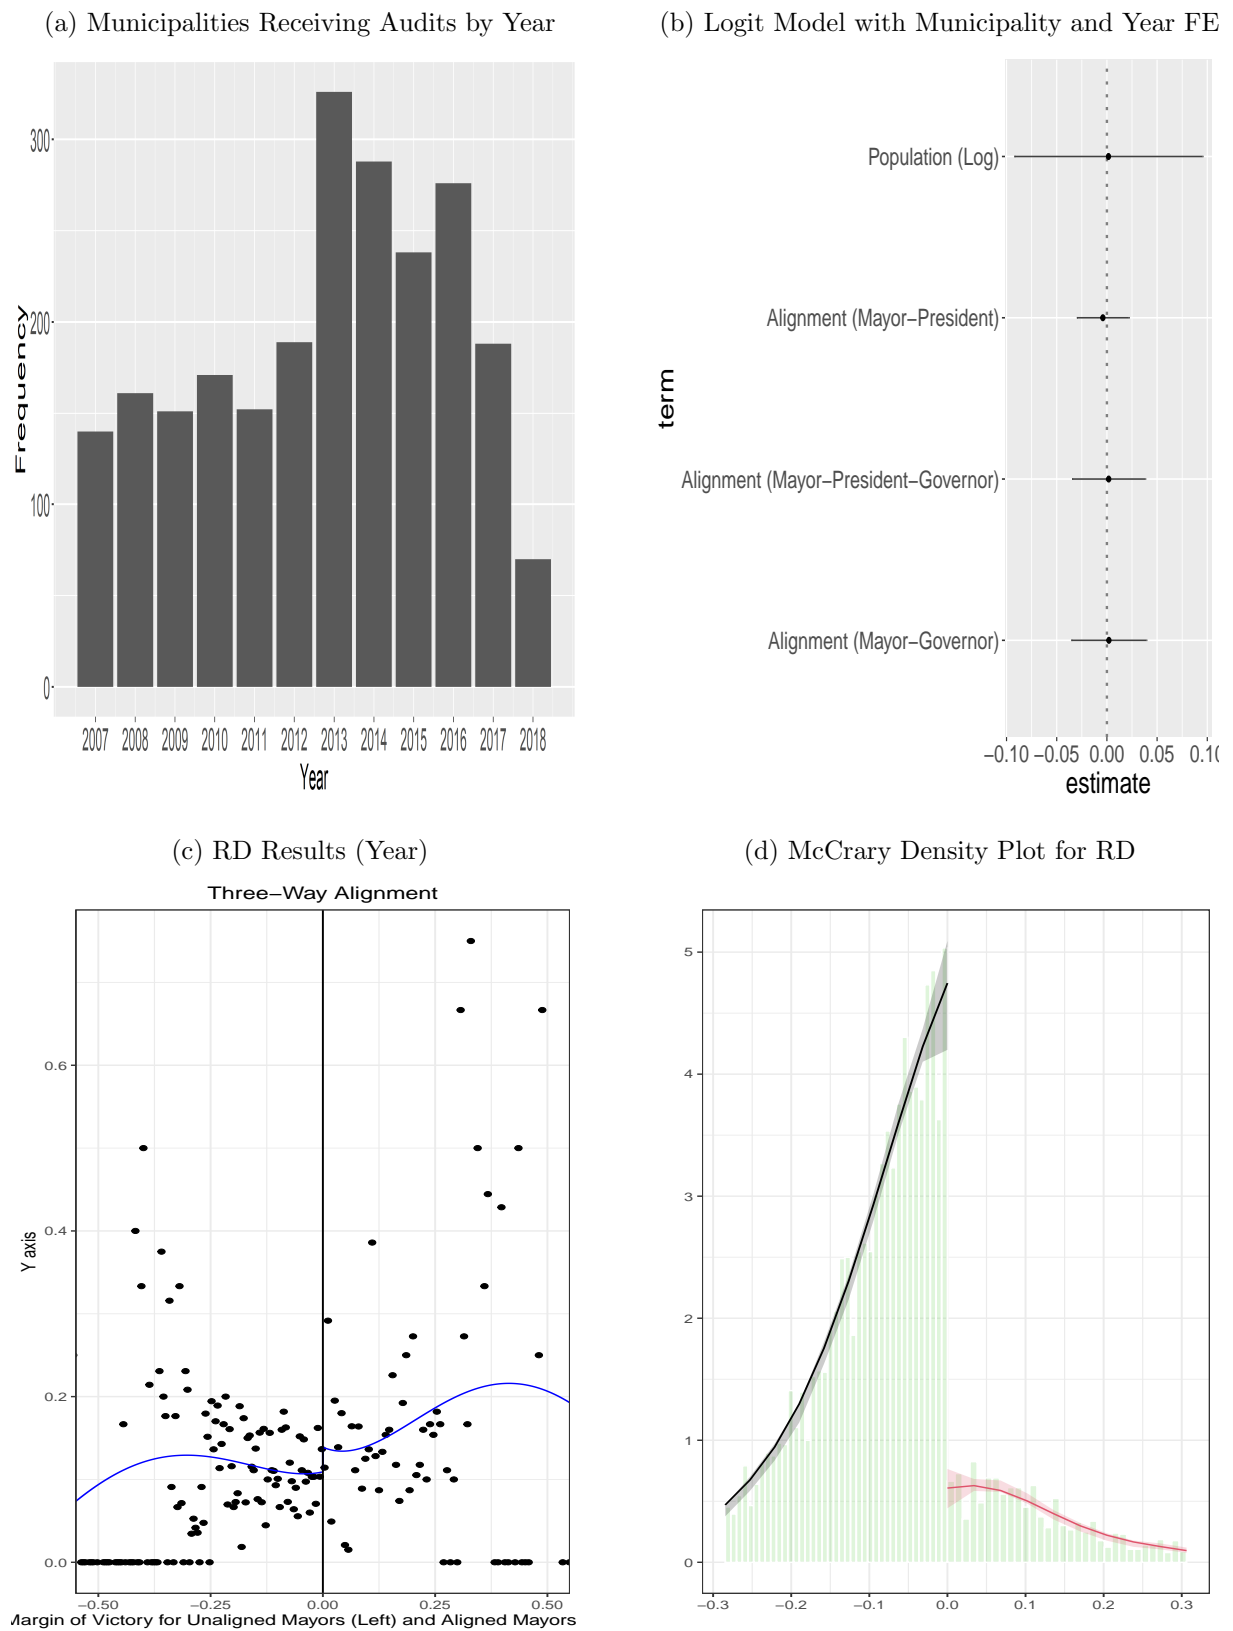 (a) Municipalities Receiving Audits by Year
300
200
100
0
Frequency
2007 2008 2009 2010 2011 2012 2013 2014 2015 2016 2017 2018
Year
(b) Logit Model with Municipality and Year FE
term
Population (Log)
Alignment (Mayor−President)
Alignment (Mayor−President−Governor)
Alignment (Mayor−Governor)
−0.10 −0.05 0.00 0.05 0.10
estimate
(c) RD Results (Year)
Three−Way Alignment
Y axis
0.6
0.4
0.2
0.0
−0.50 −0.25 0.00 0.25 0.50
Margin of Victory for Unaligned Mayors (Left) and Aligned Mayors
(d) McCrary Density Plot for RD
5
4
3
2
1
0
−0.3 −0.2 −0.1 0.0 0.1 0.2 0.3